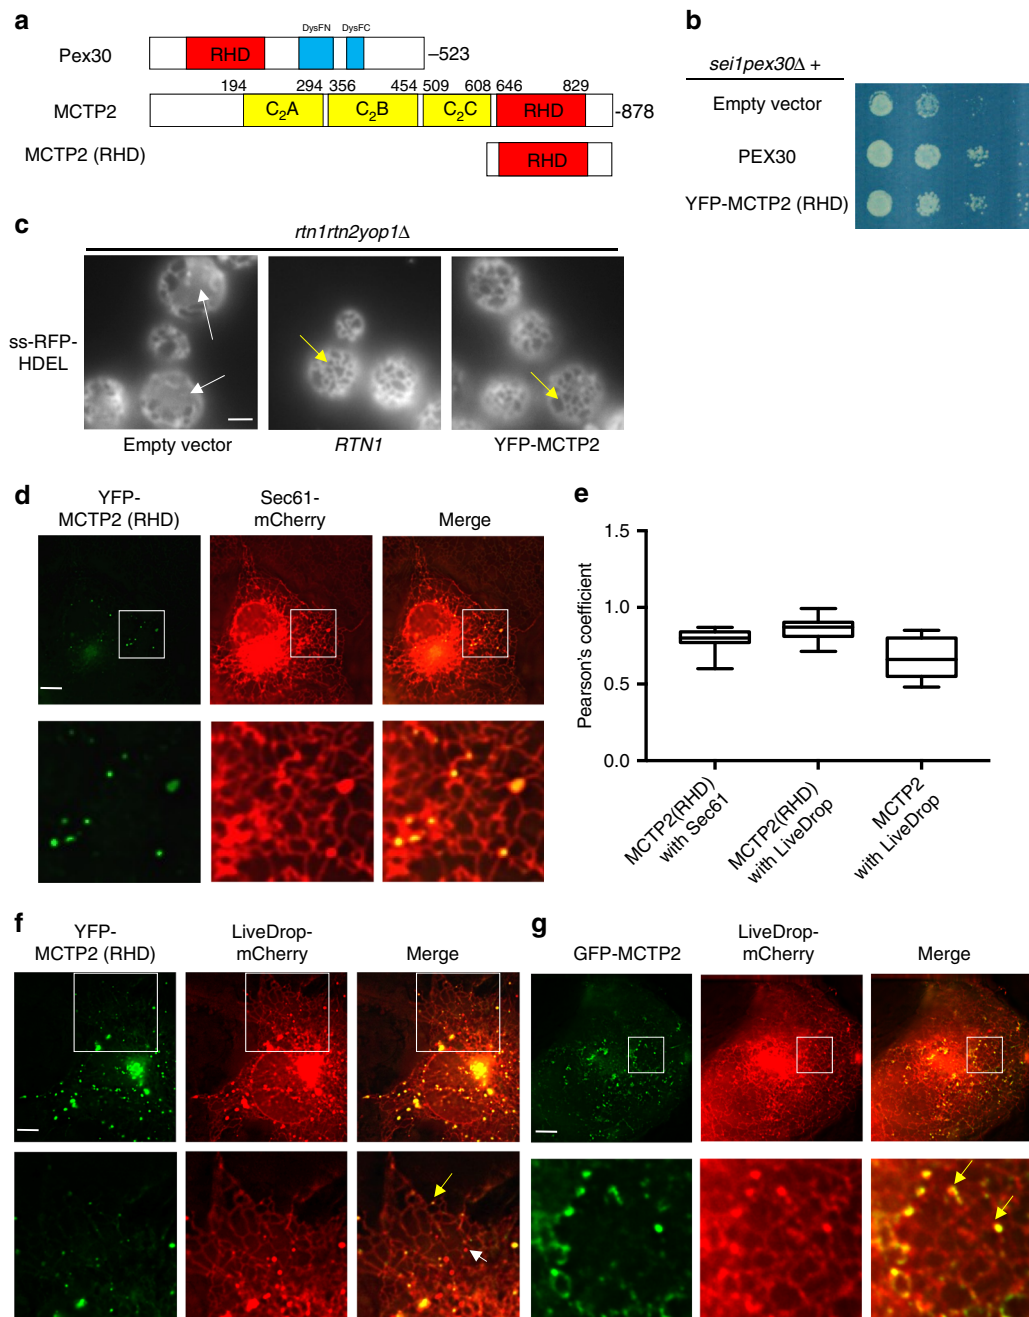 a
DysFN DysFC
Pex30 RHD –523
194 294 356 454 509 608 646 829
MCTP2 C2A C2B C2C RHD -878
MCTP2 (RHD) RHD
b
sei1pex30Δ +
Empty vector
PEX30
YFP-MCTP2 (RHD)
c
rtn1rtn2yop1Δ
ss-RFP-
HDEL
Empty vector RTN1 YFP-MCTP2
d
YFP-
MCTP2 (RHD)
Sec61-
mCherry
Merge
e
Pearson's coefficient
1.5
1.0
0.5
0.0
MCTP2(RHD)
with Sec61
MCTP2(RHD)
with LiveDrop
MCTP2
with LiveDrop
f
YFP-
MCTP2 (RHD)
LiveDrop-
mCherry
Merge
g
GFP-MCTP2
LiveDrop-
mCherry
Merge